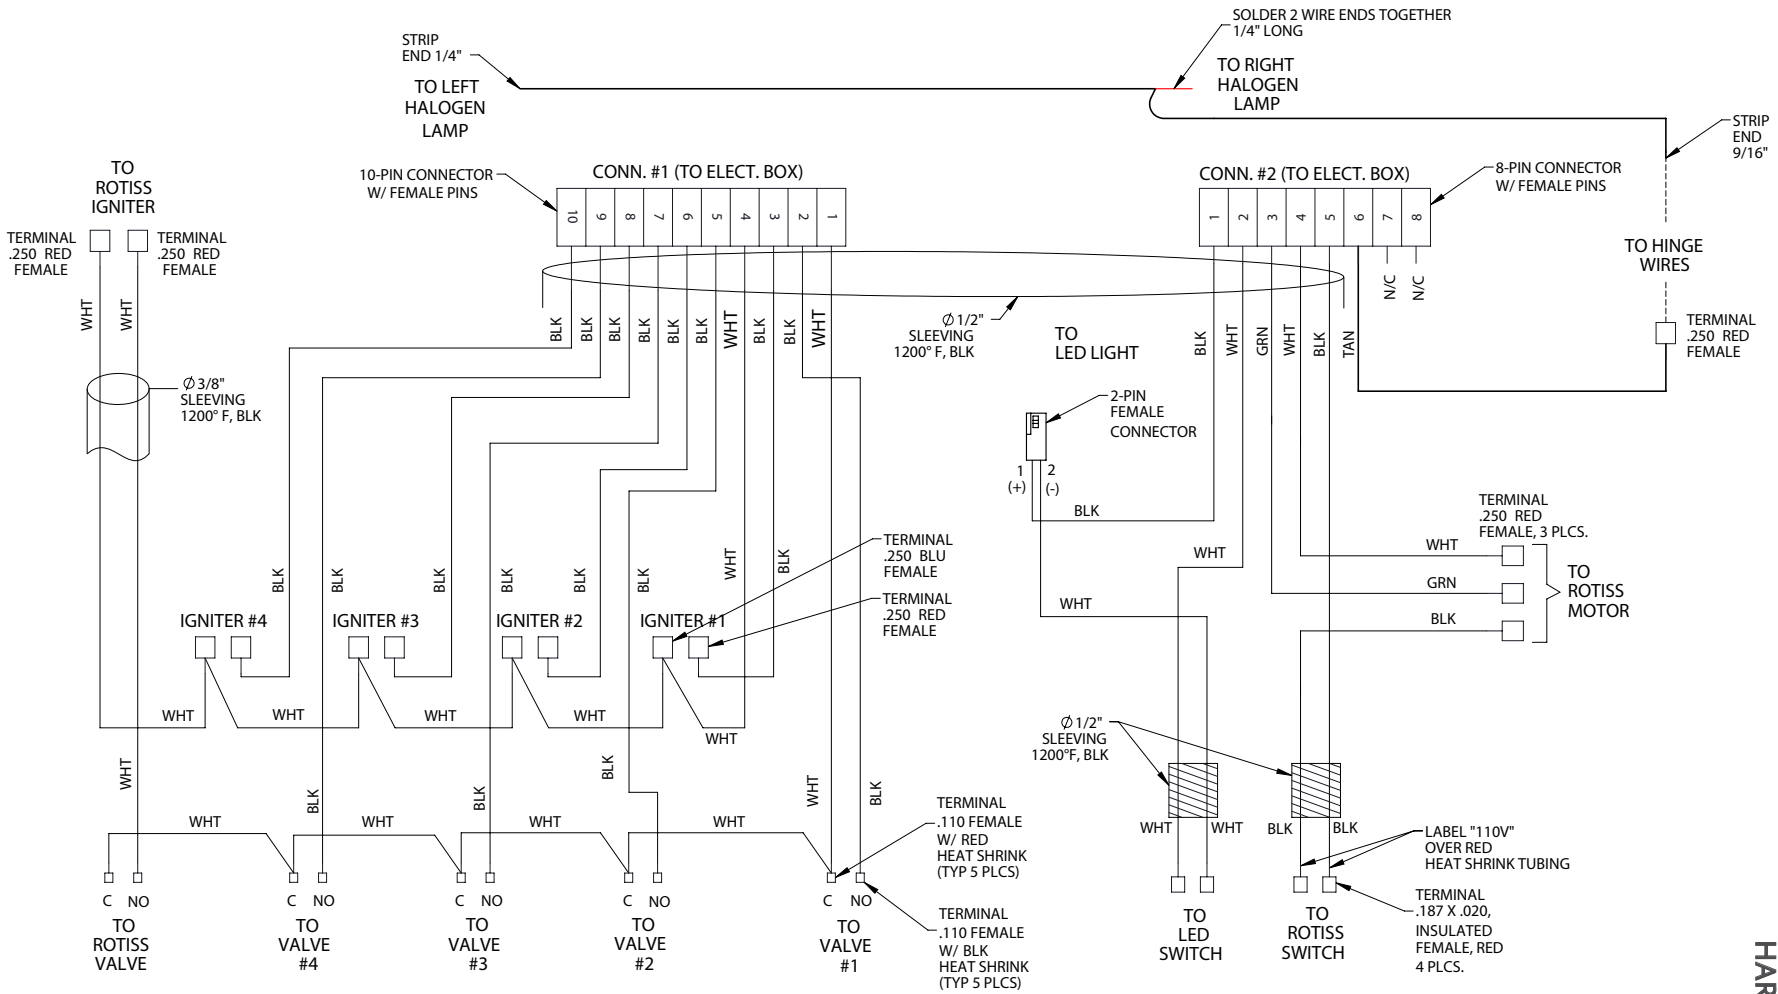 SOLDER 2 WIRE ENDS TOGETHER
1/4" LONG
STRIP
END 1/4"
TO LEFT
HALOGEN
LAMP
TO RIGHT
HALOGEN
LAMP
STRIP
END
9/16"
TO
ROTISS
IGNITER
10-PIN CONNECTOR
W/ FEMALE PINS
CONN. #1 (TO ELECT. BOX)
10 9 8 7 6 5 4 3 2 1
CONN. #2 (TO ELECT. BOX)
1 2 3 4 5 6 7 8
8-PIN CONNECTOR
W/ FEMALE PINS
TERMINAL
.250 RED
FEMALE
TERMINAL
.250 RED
FEMALE
TO HINGE
WIRES
N/C N/C
WHT WHT
BLK BLK BLK BLK BLK BLK WHT BLK BLK WHT
Ø 1/2"
SLEEVING
1200° F, BLK
TO
LED LIGHT
BLK WHT GRN WHT BLK TAN
TERMINAL
.250 RED
FEMALE
Ø 3/8"
SLEEVING
1200° F, BLK
2-PIN
FEMALE
CONNECTOR
1 2
(+) (-)
BLK
TERMINAL
.250 RED
FEMALE, 3 PLCS.
WHT
GRN
BLK
TO
ROTISS
MOTOR
WHT
WHT
TERMINAL
.250 BLU
FEMALE
TERMINAL
.250 RED
FEMALE
BLK BLK BLK BLK BLK BLK WHT BLK
IGNITER #4 IGNITER #3 IGNITER #2 IGNITER #1
WHT WHT WHT WHT WHT
Ø 1/2"
SLEEVING
1200°F, BLK
WHT BLK BLK BLK WHT BLK
WHT WHT WHT WHT
TERMINAL
.110 FEMALE
W/ RED
HEAT SHRINK
(TYP 5 PLCS)
WHT WHT BLK BLK
LABEL "110V"
OVER RED
HEAT SHRINK TUBING
C NO C NO C NO C NO C NO
TO
ROTISS
VALVE
TO
VALVE
#4
TO
VALVE
#3
TO
VALVE
#2
TO
VALVE
#1
TERMINAL
.110 FEMALE
W/ BLK
HEAT SHRINK
(TYP 5 PLCS)
TO
LED
SWITCH
TO
ROTISS
SWITCH
TERMINAL
.187 X .020,
INSULATED
FEMALE, RED
4 PLCS.
HAR